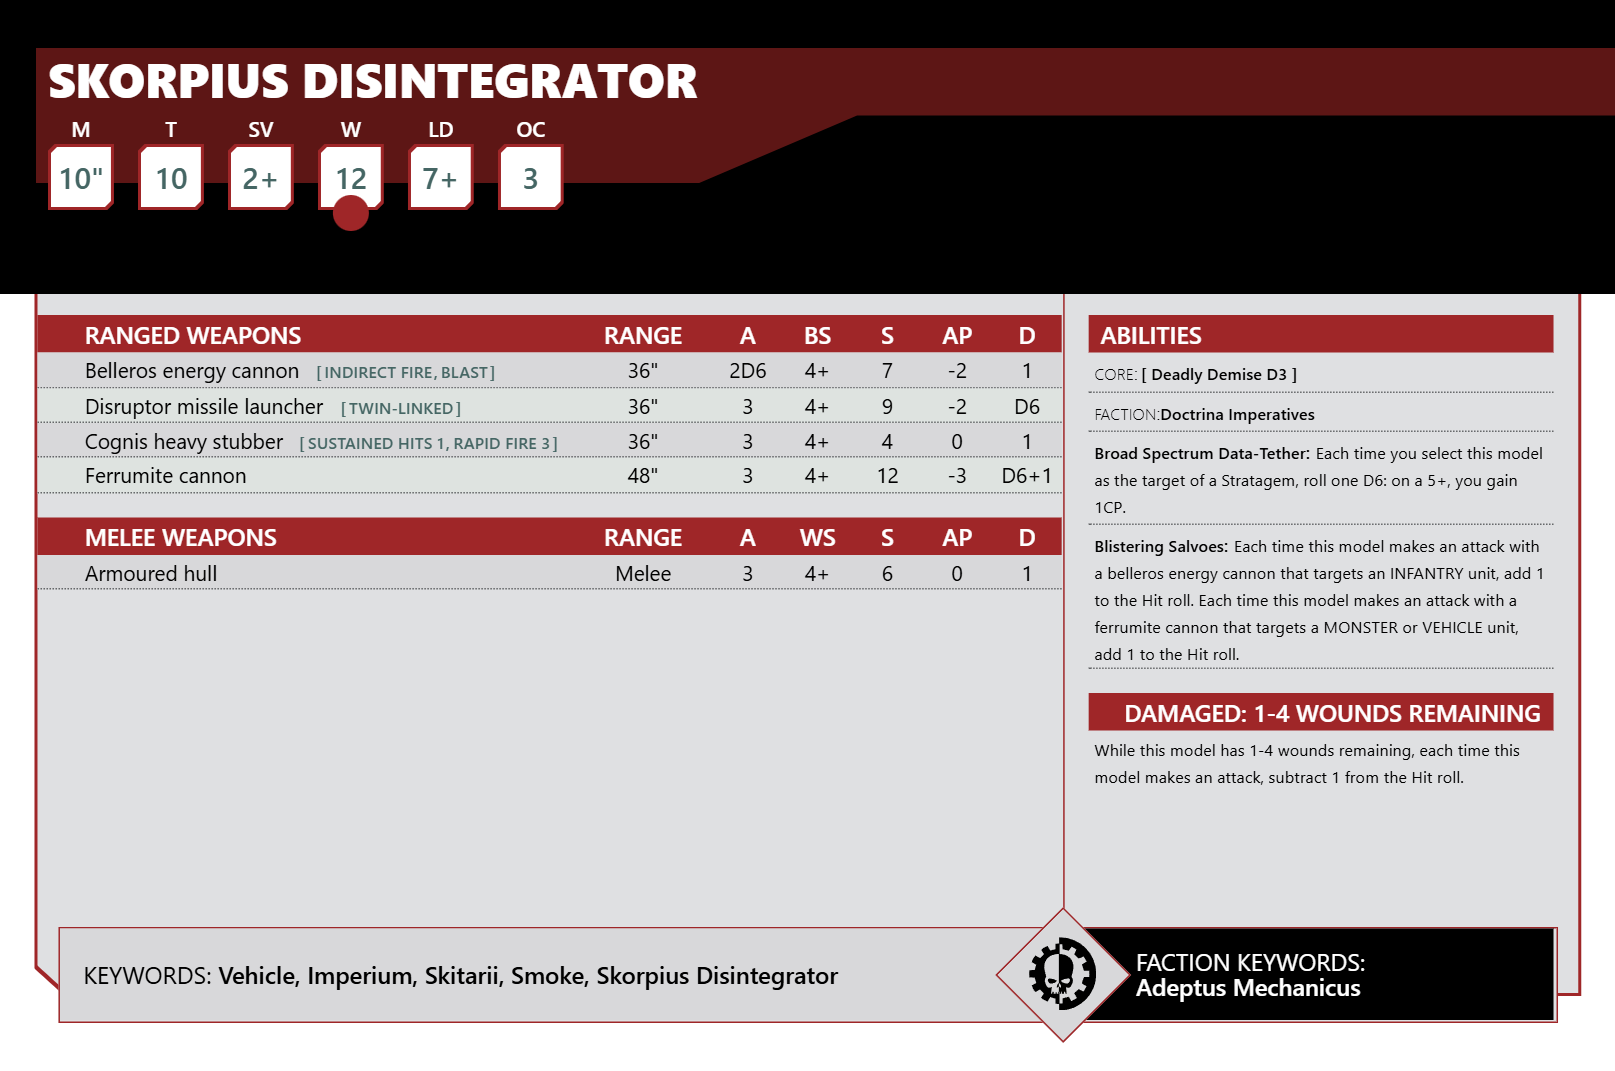 SKORPIUS DISINTEGRATOR
M T SV W LD OC
10" 10 2+ 12 7+ 3
RANGED WEAPONS RANGE A BS S AP D
Belleros energy cannon [ INDIRECT FIRE, BLAST ] 36" 2D6 4+ 7 -2 1
Disruptor missile launcher [ TWIN-LINKED ] 36" 3 4+ 9 -2 D6
Cognis heavy stubber [ SUSTAINED HITS 1, RAPID FIRE 3 ] 36" 3 4+ 4 0 1
Ferrumite cannon 48" 3 4+ 12 -3 D6+1
MELEE WEAPONS RANGE A WS S AP D
Armoured hull Melee 3 4+ 6 0 1
ABILITIES
CORE: [ Deadly Demise D3 ]
FACTION:Doctrina Imperatives
Broad Spectrum Data-Tether: Each time you select this model
as the target of a Stratagem, roll one D6: on a 5+, you gain
1CP.
Blistering Salvoes: Each time this model makes an attack with
a belleros energy cannon that targets an INFANTRY unit, add 1
to the Hit roll. Each time this model makes an attack with a
ferrumite cannon that targets a MONSTER or VEHICLE unit,
add 1 to the Hit roll.
DAMAGED: 1-4 WOUNDS REMAINING
While this model has 1-4 wounds remaining, each time this
model makes an attack, subtract 1 from the Hit roll.
KEYWORDS: Vehicle, Imperium, Skitarii, Smoke, Skorpius Disintegrator
FACTION KEYWORDS:
Adeptus Mechanicus